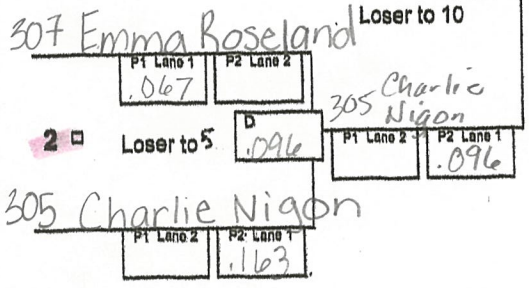 307 Emma Roseland
Loser to 10
P1 Lane 1
.067
P2 Lane 2
305 Charlie Nigon
2
Loser to 5
D
.096
P1 Lane 2
P2 Lane 1
.096
305 Charlie Nigon
P1 Lane 2
P2 Lane 1
.163